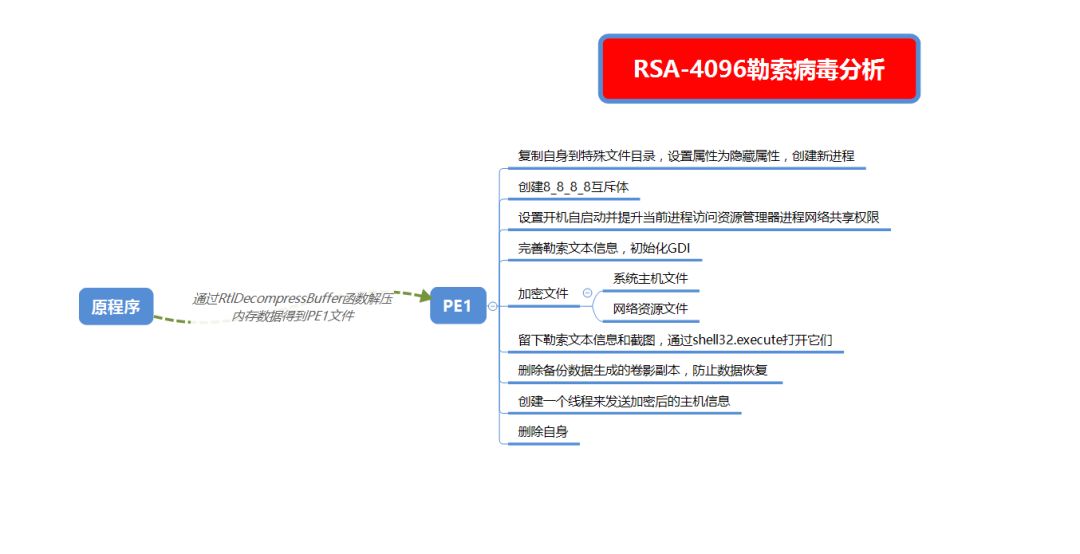 RSA-4096勒索病毒分析
复制自身到特殊文件目录，设置属性为隐藏属性，创建新进程
创建8_8_8_8互斥体
设置开机自启动并提升当前进程访问资源管理器进程网络共享权限
完善勒索文本信息，初始化GDI
系统主机文件
加密文件
网络资源文件
原程序
通过RtlDecompressBuffer函数解压
内存数据得到PE1文件
PE1
留下勒索文本信息和截图，通过shell32.execute打开它们
删除备份数据生成的卷影副本，防止数据恢复
创建一个线程来发送加密后的主机信息
删除自身